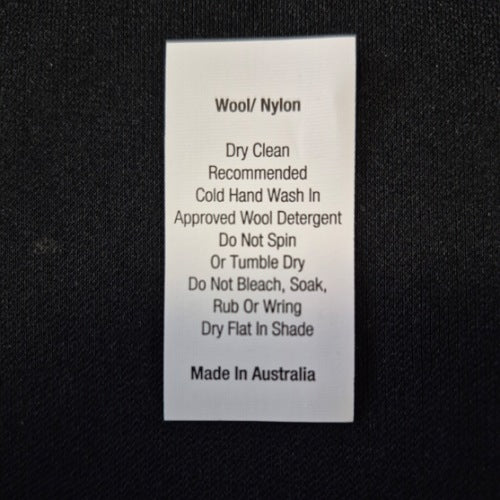 Wool/ Nylon
Dry Clean
Recommended
Cold Hand Wash In
Approved Wool Detergent
Do Not Spin
Or Tumble Dry
Do Not Bleach, Soak,
Rub Or Wring
Dry Flat In Shade
Made In Australia